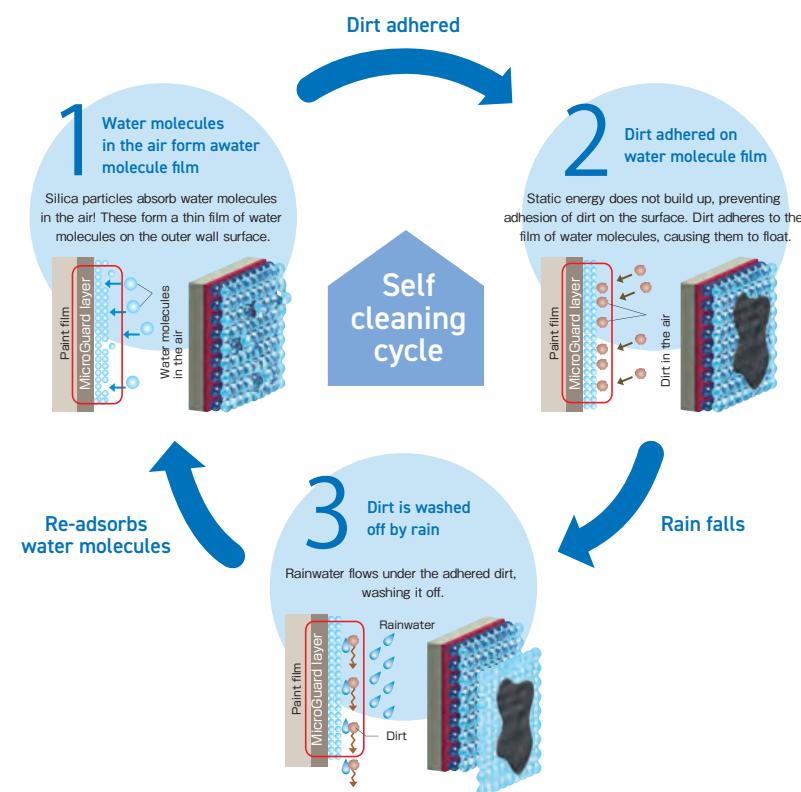 Dirt adhered
1
Water molecules
in the air form awater
molecule film
Silica particles absorb water molecules
in the air! These form a thin film of water
molecules on the outer wall surface.
Paint film
MicroGuard layer
Water molecules
in the air
2
Dirt adhered on
water molecule film
Static energy does not build up, preventing
adhesion of dirt on the surface. Dirt adheres to the
film of water molecules, causing them to float.
Paint film
MicroGuard layer
Dirt in the air
Self
cleaning
cycle
Rain falls
3
Dirt is washed
off by rain
Rainwater flows under the adhered dirt,
washing it off.
Paint film
MicroGuard layer
Rainwater
Dirt
Re-adsorbs
water molecules